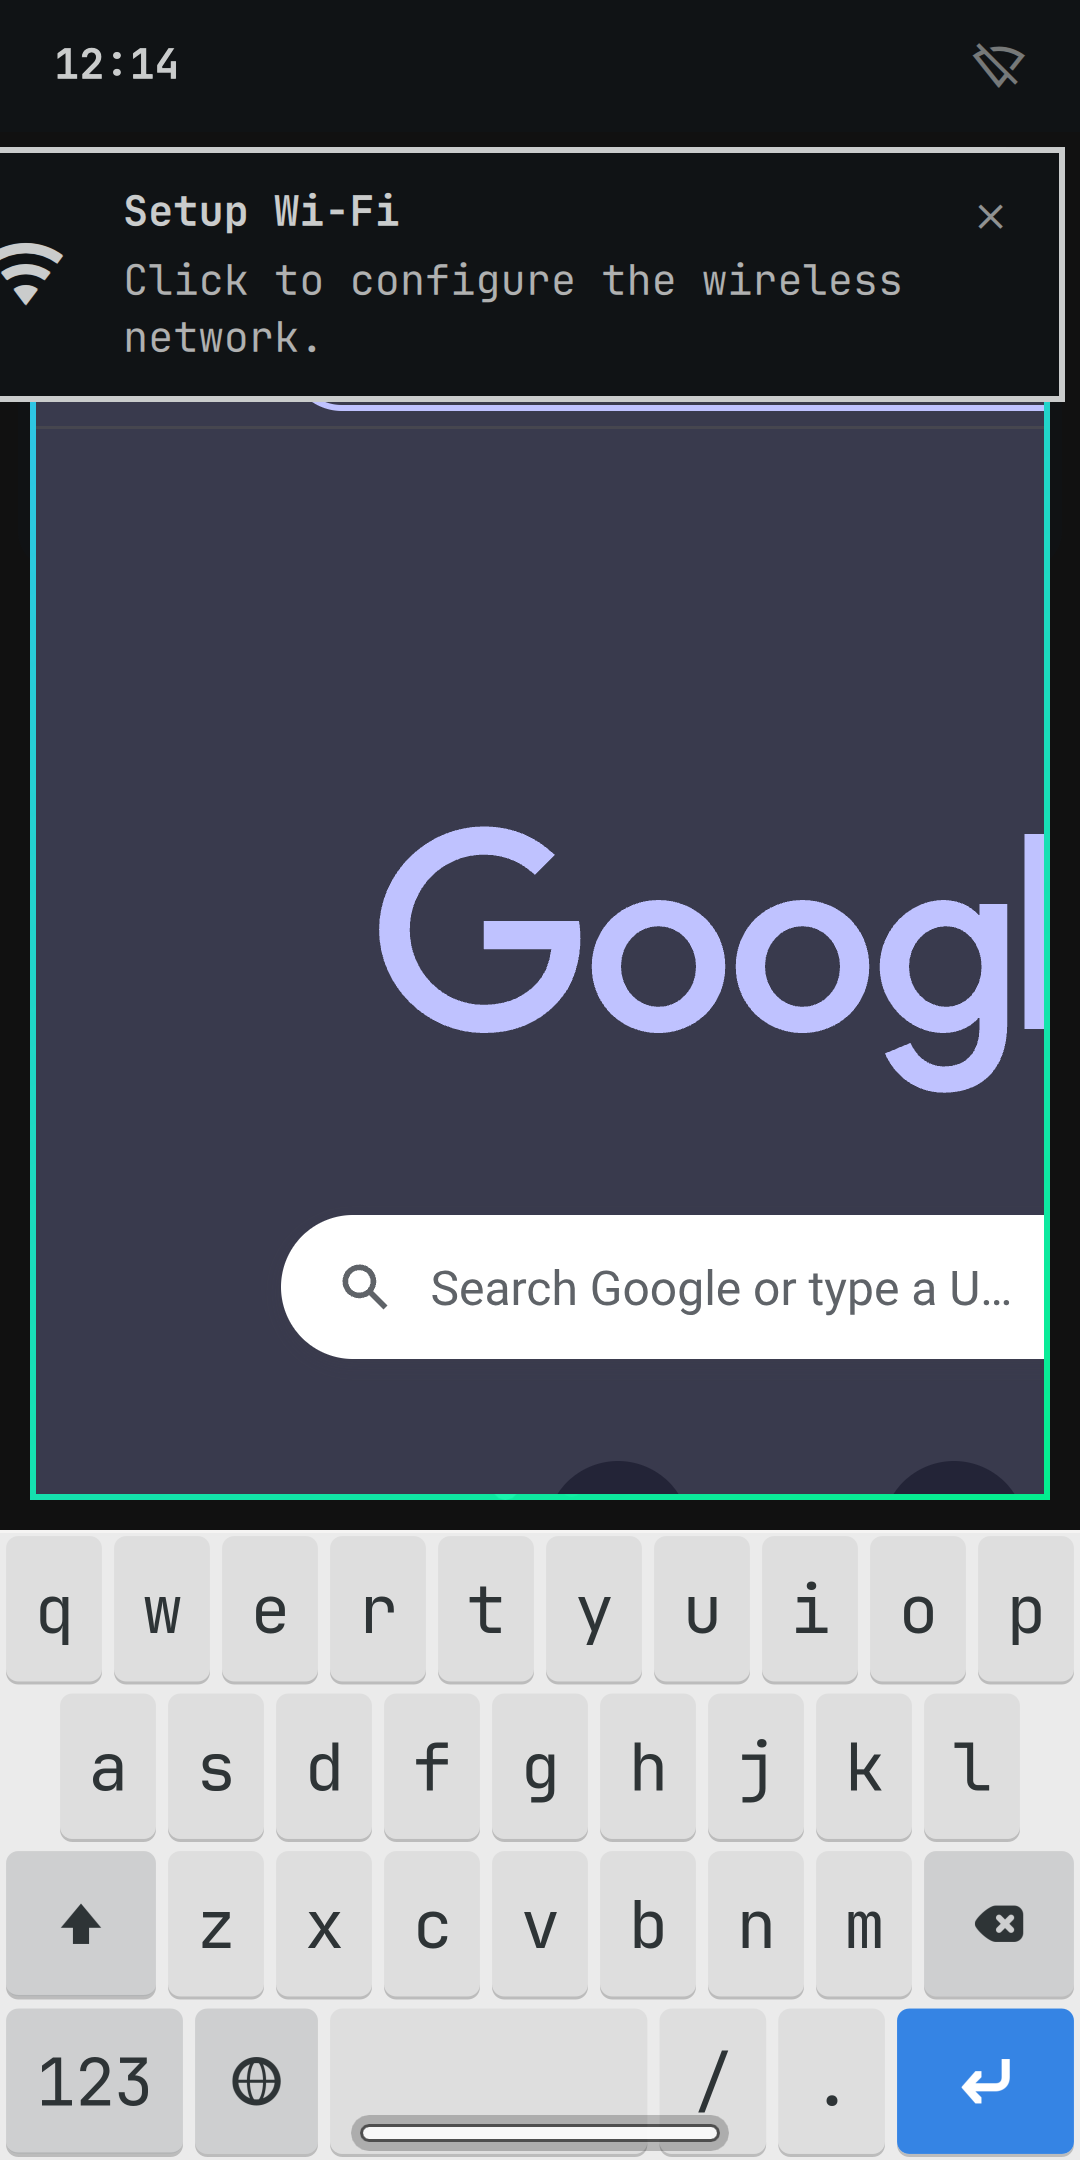 12:14
Setup Wi-Fi
Click to configure the wireless
network.
Googl
Search Google or type a U…
q w e r t y u i o p
a s d f g h j k l
z x c v b n m
123 / .